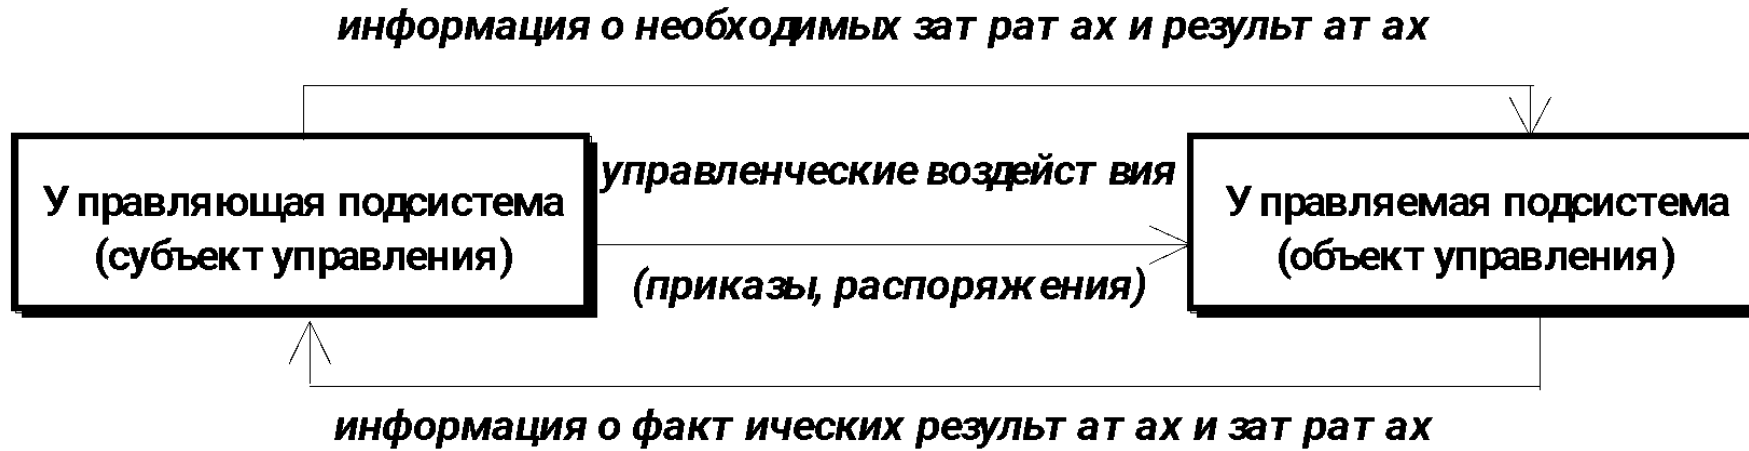 информация о необходимых затратах и результатах
управленческие воздействия
Управляющая подсистема
(субъект управления)
Управляемая подсистема
(объект управления)
(приказы, распоряжения)
информация о фактических результатах и затратах